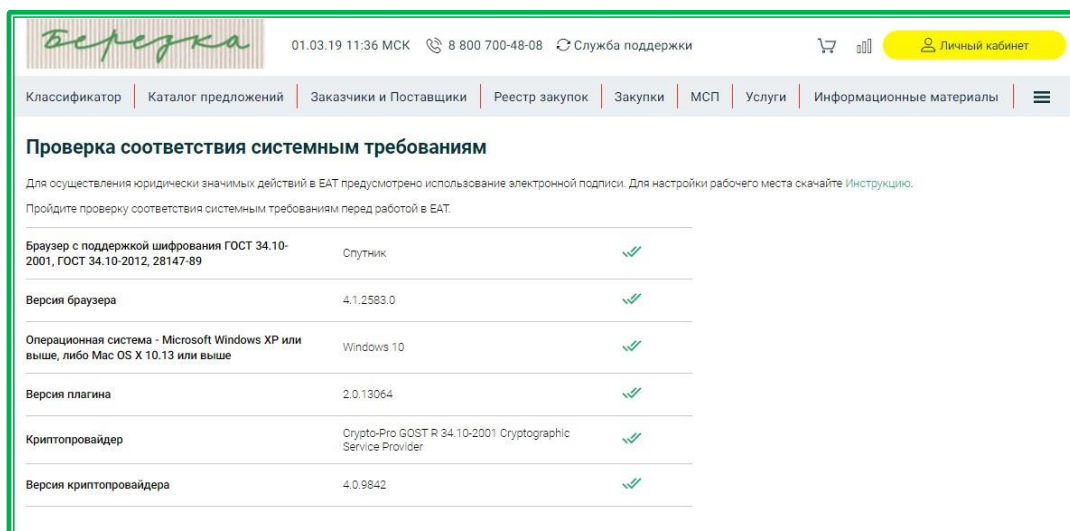 Березка
01.03.19 11:36 МСК 8 800 700-48-08 Служба поддержки Личный кабинет
Классификатор Каталог предложений Заказчики и Поставщики Реестр закупок Закупки МСП Услуги Информационные материалы
Проверка соответствия системным требованиям
Для осуществления юридически значимых действий в ЕАТ предусмотрено использование электронной подписи. Для настройки рабочего места скачайте Инструкцию.
Пройдите проверку соответствия системным требованиям перед работой в ЕАТ.
Браузер с поддержкой шифрования ГОСТ 34.10-
2001, ГОСТ 34.10-2012, 28147-89
Спутник
Версия браузера
4.1.2583.0
Операционная система - Microsoft Windows XP или
выше, либо Mac OS X 10.13 или выше
Windows 10
Версия плагина
2.0.13064
Криптопровайдер
Crypto-Pro GOST R 34.10-2001 Cryptographic
Service Provider
Версия криптопровайдера
4.0.9842